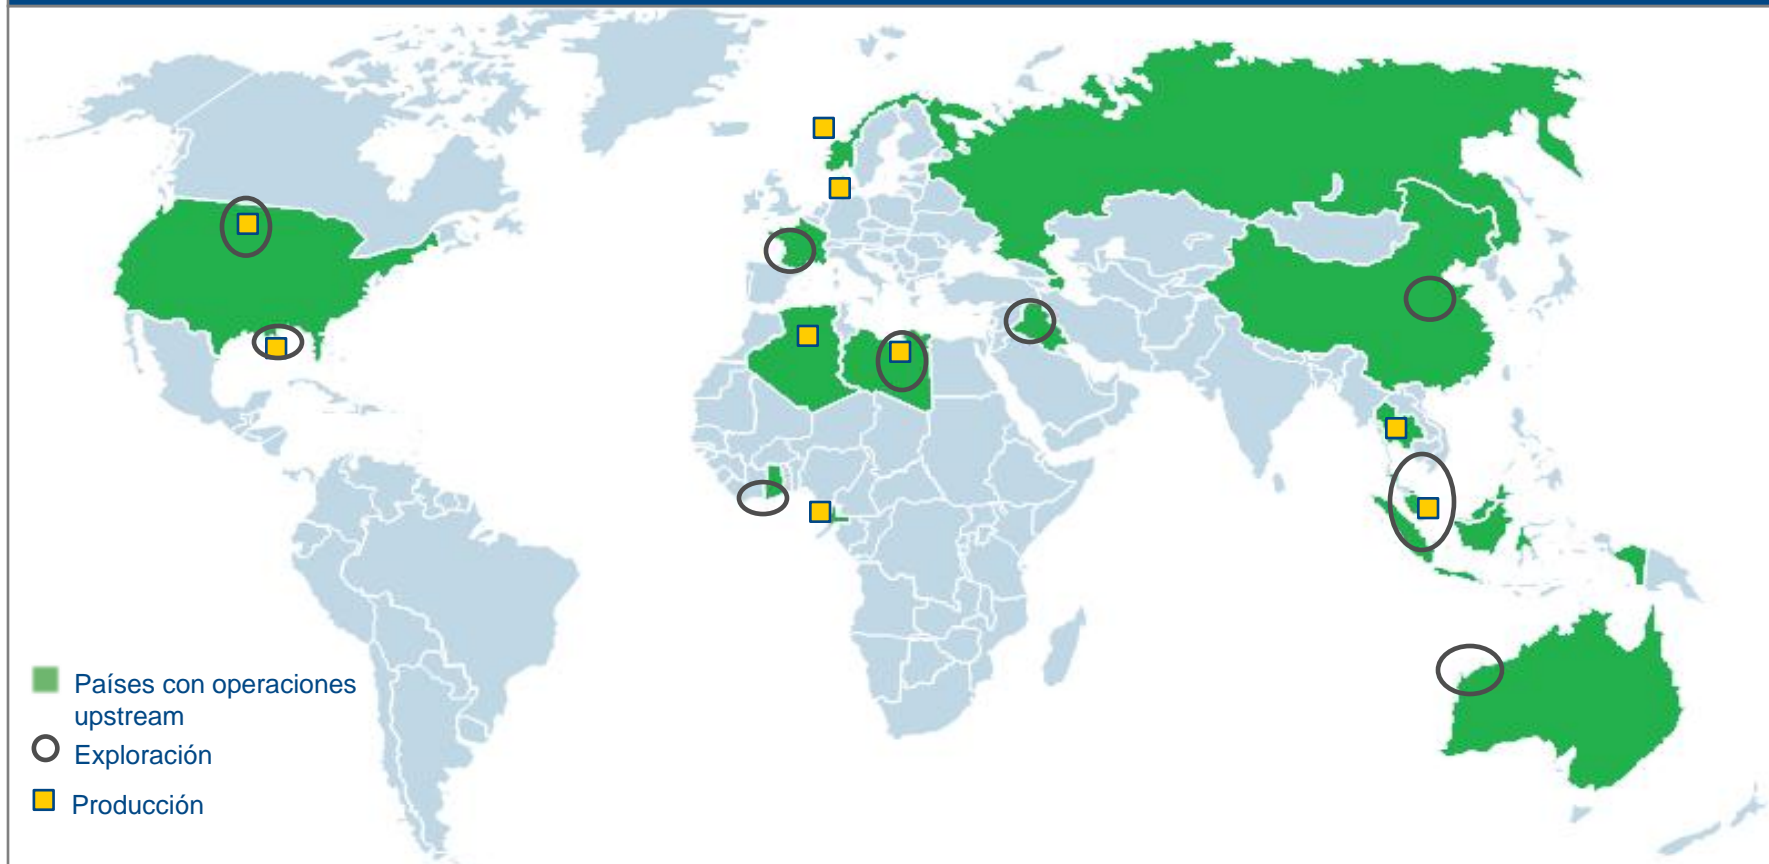 Países con operaciones
upstream
Exploración
Producción